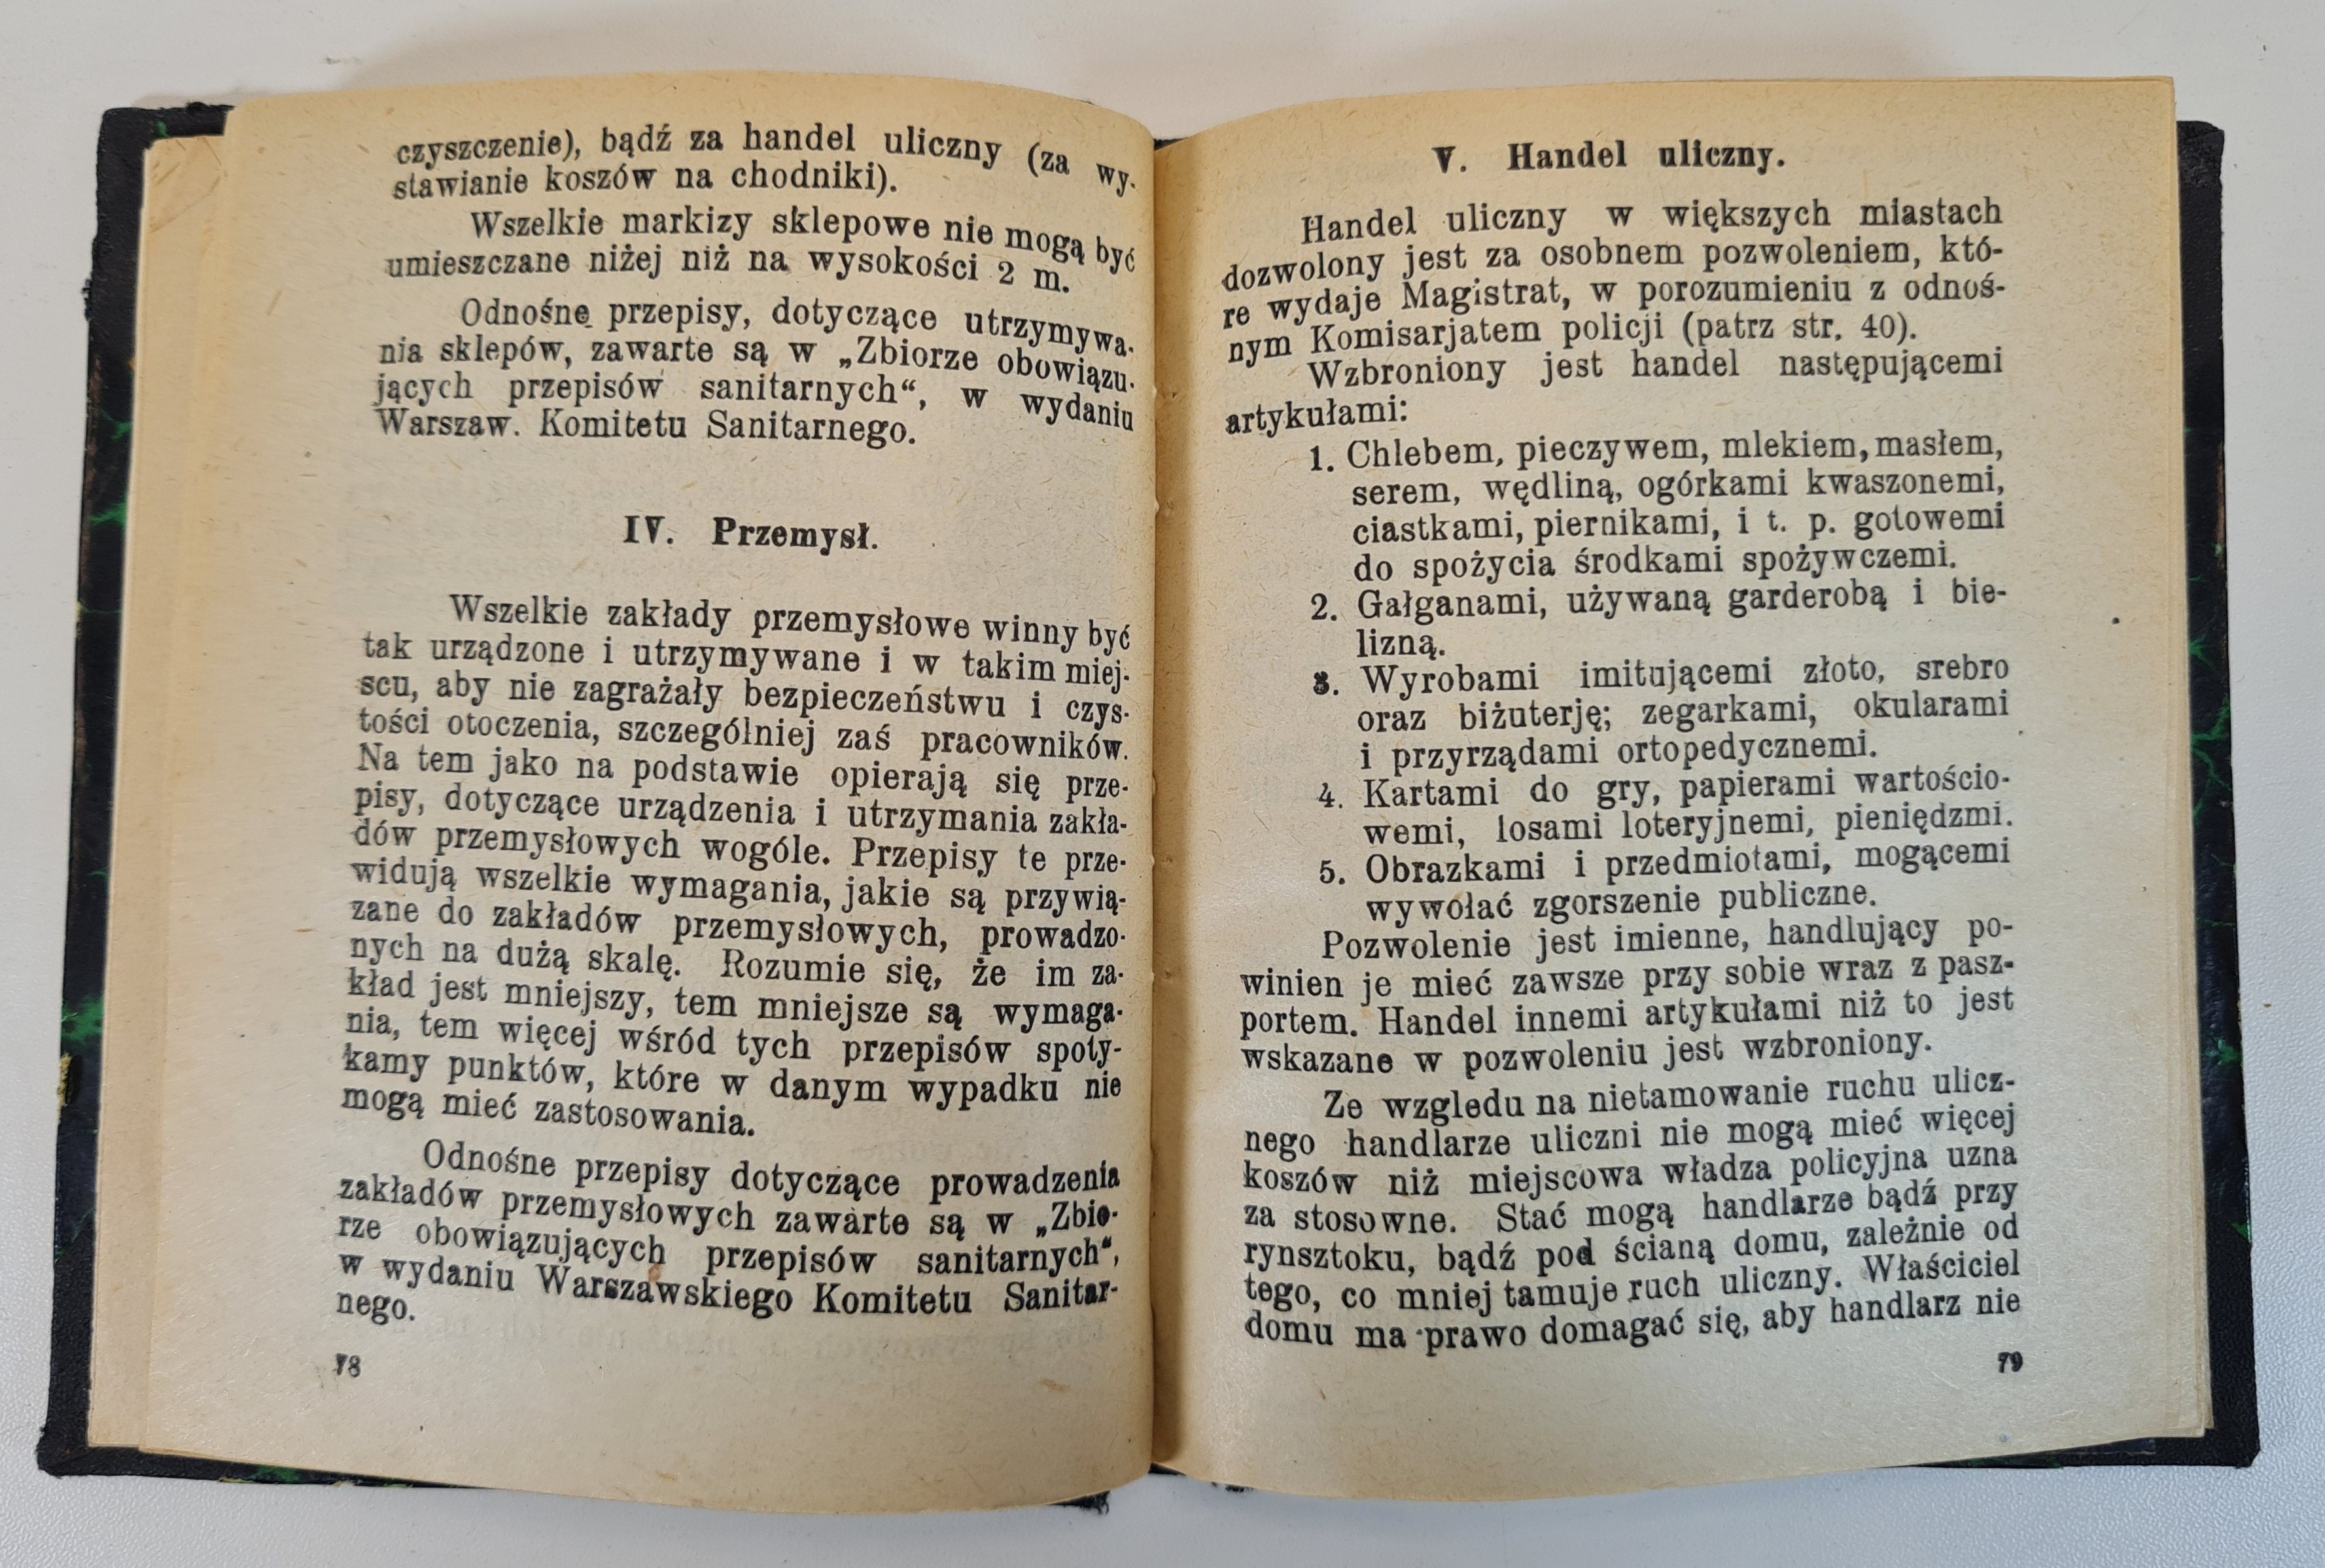 czyszczenie), bądź za handel uliczny (za wy-
stawianie koszów na chodniki).
Wszelkie markizy sklepowe nie mogą być
umieszczane niżej niż na wysokości 2 m.
Odnośne przepisy, dotyczące utrzymywa-
nia sklepów, zawarte są w „Zbiorze obowiązu-
jących przepisów sanitarnych“, w wydaniu
Warszaw. Komitetu Sanitarnego.
IV. Przemysł.
Wszelkie zakłady przemysłowe winny być
tak urządzone i utrzymywane i w takim miej-
scu, aby nie zagrażały bezpieczeństwu i czys-
tości otoczenia, szczególniej zaś pracowników.
Na tem jako na podstawie opierają się prze-
pisy, dotyczące urządzenia i utrzymania zakła-
dów przemysłowych wogóle. Przepisy te prze-
widują wszelkie wymagania, jakie są przywią-
zane do zakładów przemysłowych, prowadzo-
nych na dużą skalę. Rozumie się, że im za-
kład jest mniejszy, tem mniejsze są wymaga-
nia, tem więcej wśród tych przepisów spoty-
kamy punktów, które w danym wypadku nie
mogą mieć zastosowania.
Odnośne przepisy dotyczące prowadzenia
zakładów przemysłowych zawarte są w „Zbio-
rze obowiązujących przepisów sanitarnych“,
w wydaniu Warszawskiego Komitetu Sanitar-
nego.
78
V. Handel uliczny.
Handel uliczny w większych miastach
dozwolony jest za osobnem pozwoleniem, któ-
re wydaje Magistrat, w porozumieniu z odnoś-
nym Komisarjatem policji (patrz str. 40).
Wzbroniony jest handel następującemi
artykułami:
1. Chlebem, pieczywem, mlekiem, masłem,
serem, wędliną, ogórkami kwaszonemi,
ciastkami, piernikami, i t. p. gotowemi
do spożycia środkami spożywczemi.
2. Gałganami, używaną garderobą i bie-
lizną.
3. Wyrobami imitującemi złoto, srebro
oraz biżuterję; zegarkami, okularami
i przyrządami ortopedycznemi.
4. Kartami do gry, papierami wartościo-
wemi, losami loteryjnemi, pieniędzmi.
5. Obrazkami i przedmiotami, mogącemi
wywołać zgorszenie publiczne.
Pozwolenie jest imienne, handlujący po-
winien je mieć zawsze przy sobie wraz z pasz-
portem. Handel innemi artykułami niż to jest
wskazane w pozwoleniu jest wzbroniony.
Ze wzgledu na nietamowanie ruchu ulicz-
nego handlarze uliczni nie mogą mieć więcej
koszów niż miejscowa władza policyjna uzna
za stosowne. Stać mogą handlarze bądź przy
rynsztoku, bądź pod ścianą domu, zależnie od
tego, co mniej tamuje ruch uliczny. Właściciel
domu ma prawo domagać się, aby handlarz nie
79